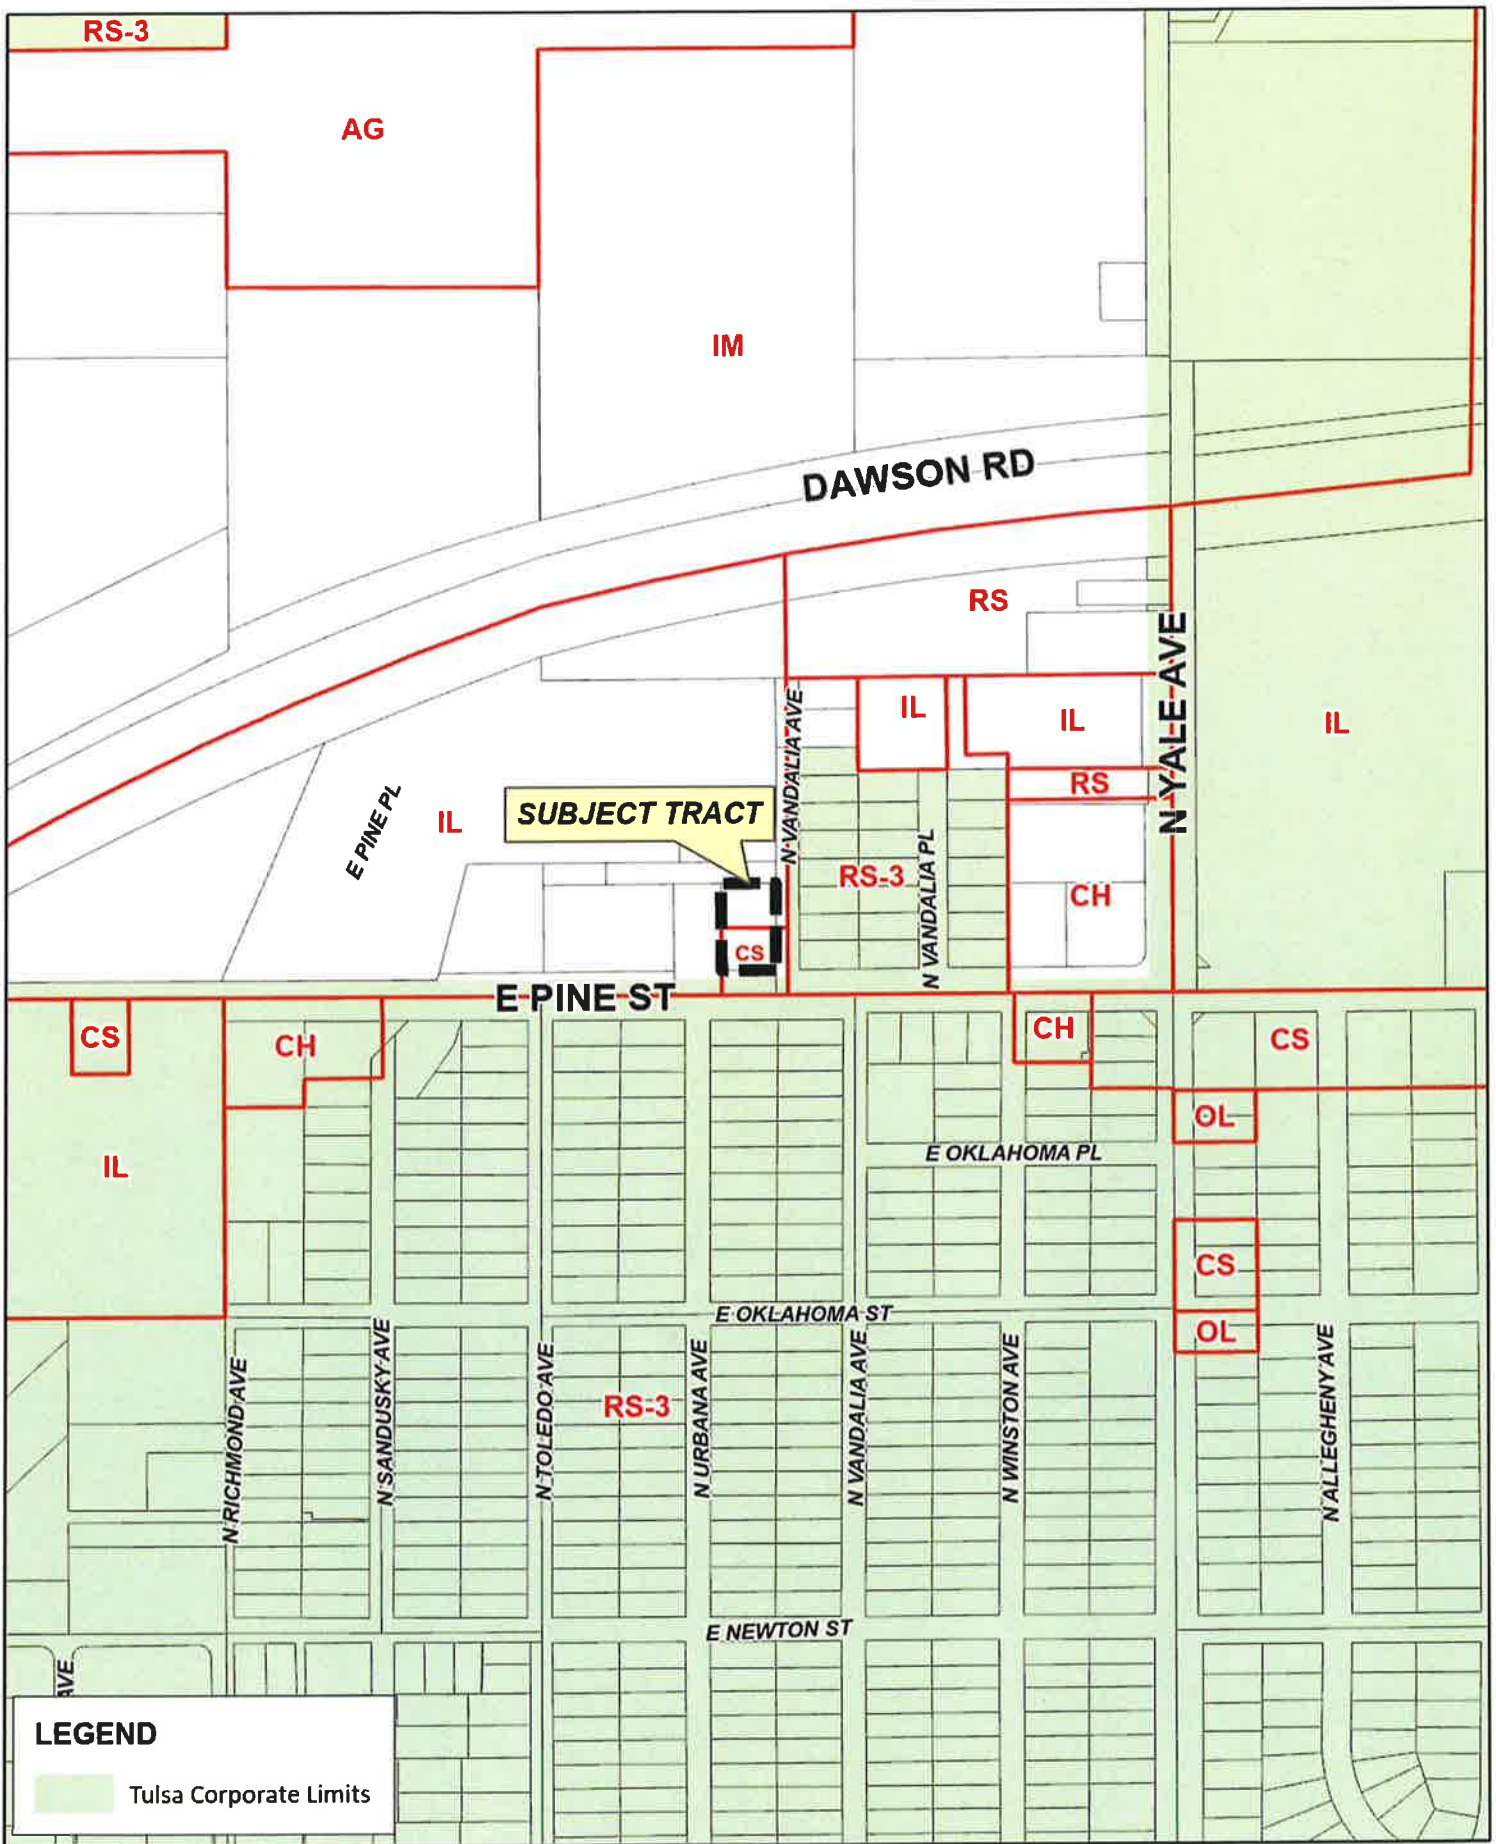 RS-3
AG
IM
DAWSON RD
RS
N YALE AVE
IL
IL
IL
RS
N VANDALIA AVE
SUBJECT TRACT
E PINE PL
IL
RS-3
N VANDALIA PL
CH
CS
E PINE ST
CS
CH
CH
CS
OL
E OKLAHOMA PL
IL
CS
E OKLAHOMA ST
OL
N RICHMOND AVE
N SANDUSKY AVE
N TOLEDO AVE
RS-3
N URBANA AVE
N VANDALIA AVE
N WINSTON AVE
N ALLEGHENY AVE
E NEWTON ST
AVE
LEGEND
Tulsa Corporate Limits